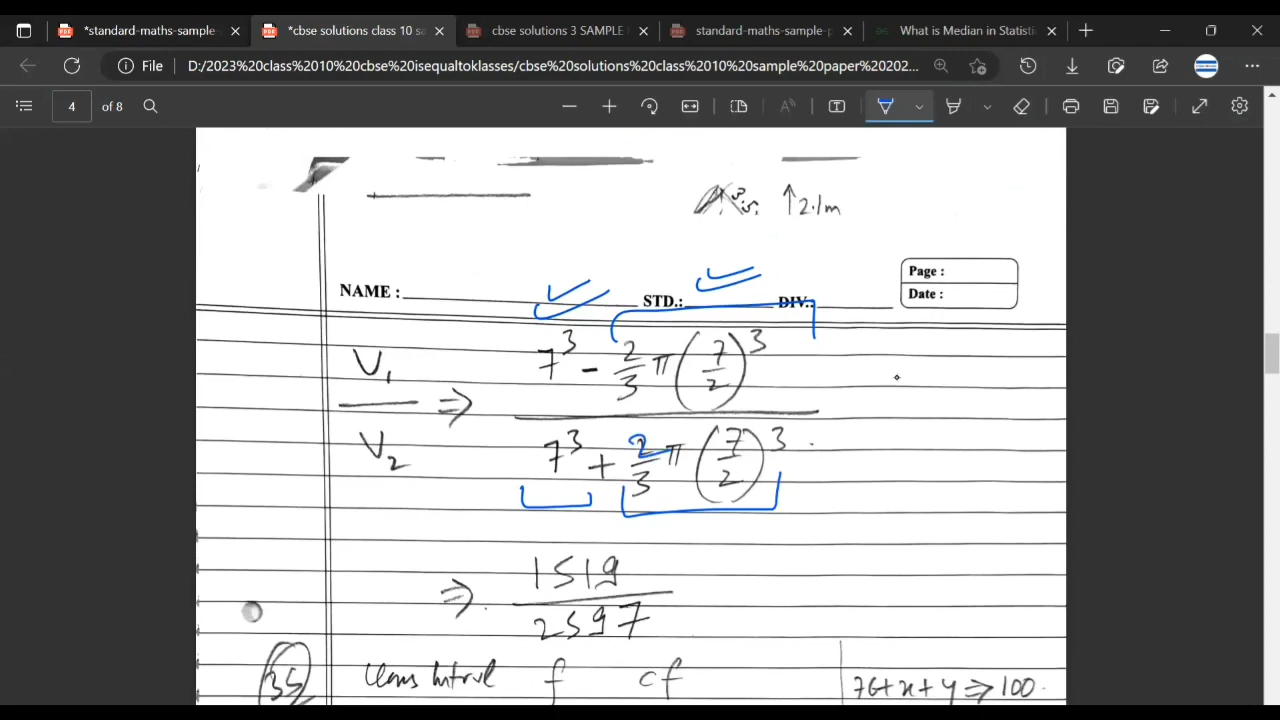 *standard-maths-sample-
*cbse solutions class 10 sa
cbse solutions 3 SAMPLE
standard-maths-sample-p
What is Median in Statisti
File D:/2023%20class%2010%20cbse%20isequaltoklasses/cbse%20solutions%20class%2010%20sample%20paper%20202...
4 of 8
↑2.1m
Page :
NAME : STD.: DIV.:
Date :
V₁/V₂ ⇒ (7³ - 2/3 π (7/2)³) / (7³ + 2/3 π (7/2)³)
⇒ 1519/2597
35 Class Interval f cf
76+x+y ⇒ 100